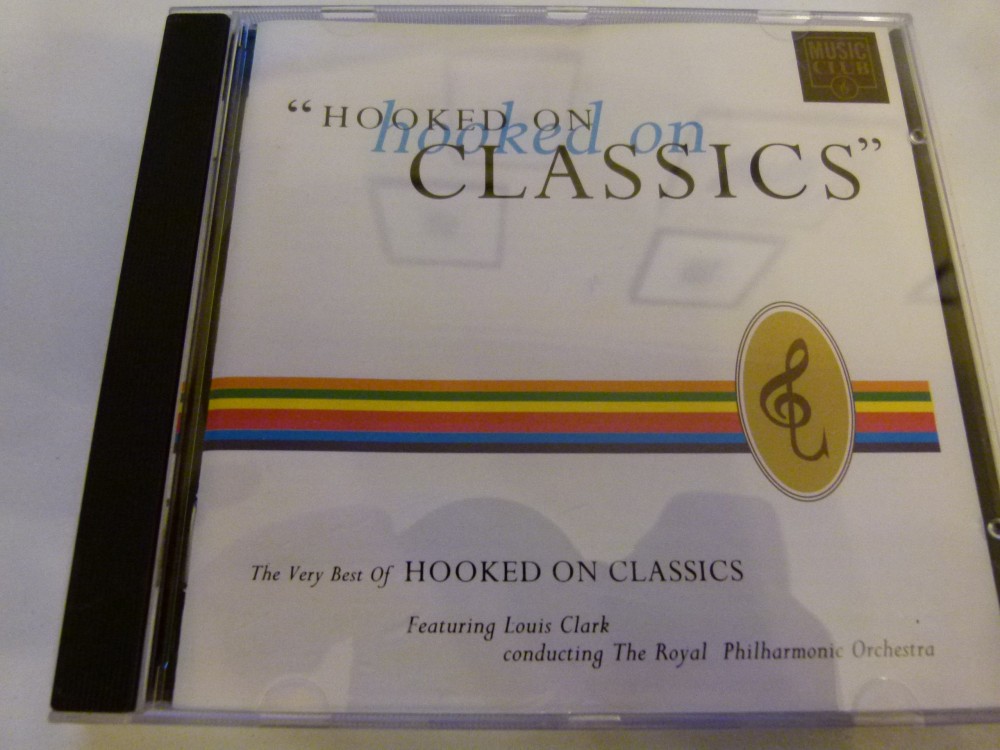 MUSIC
CLUB
“HOOKED ON
hooked on
CLASSICS”
The Very Best Of HOOKED ON CLASSICS
Featuring Louis Clark
conducting The Royal Philharmonic Orchestra